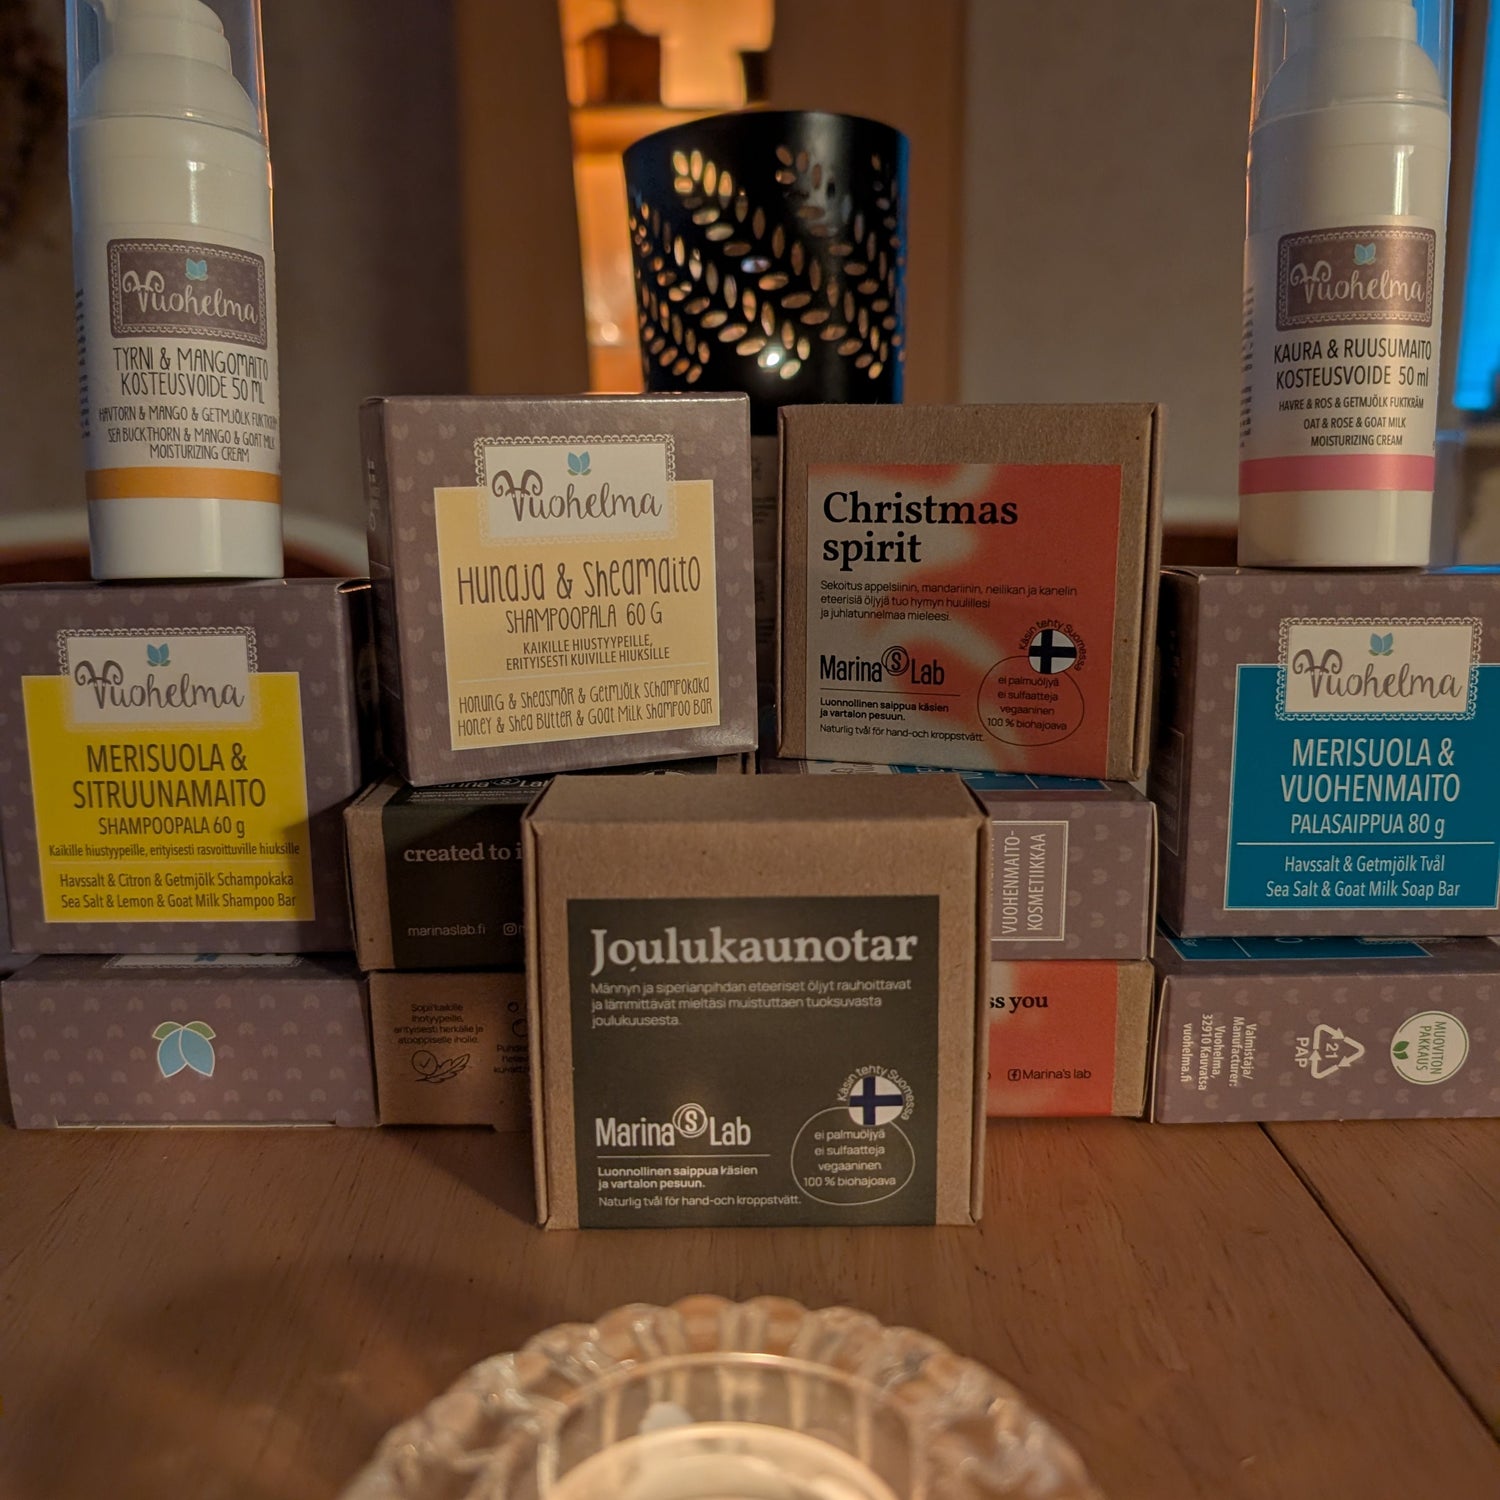 Vuohelma
TYRNI & MANGOMAITO
KOSTEUSVOIDE 50 ML
HAVTORN & MANGO & GETMJÖLK FUKTKRÄM
SEA BUCKTHORN & MANGO & GOAT MILK
MOISTURIZING CREAM
Vuohelma
KAURA & RUUSUMAITO
KOSTEUSVOIDE 50 ml
HAVRE & ROS & GETMJÖLK FUKTKRÄM
OAT & ROSE & GOAT MILK
MOISTURIZING CREAM
Vuohelma
Hunaja & Sheamaito
SHAMPOOPALA 60 G
KAIKILLE HIUSTYYPEILLE,
ERITYISESTI KUIVILLE HIUKSILLE
Honung & Sheasmör & Getmjölk Schampokaka
Honey & Shea Butter & Goat Milk Shampoo Bar
Christmas
spirit
Sekoitus appelsiinin, mandariinin, neilikan ja kanelin
eteerisiä öljyjä tuo hymyn huulillesi
ja juhlatunnelmaa mieleesi.
Käsin tehty Suomessa
Marina S Lab
ei palmuöljyä
ei sulfaatteja
vegaaninen
100 % biohajoava
Luonnollinen saippua käsien
ja vartalon pesuun.
Naturlig tvål för hand-och kroppstvätt.
Vuohelma
MERISUOLA &
SITRUUNAMAITO
SHAMPOOPALA 60 g
Kaikille hiustyypeille, erityisesti rasvoittuville hiuksille
Havssalt & Citron & Getmjölk Schampokaka
Sea Salt & Lemon & Goat Milk Shampoo Bar
Vuohelma
MERISUOLA &
VUOHENMAITO
PALASAIPPUA 80 g
Havssalt & Getmjölk Tvål
Sea Salt & Goat Milk Soap Bar
Marina S
created to
marinaslab.fi
VUOHENMAITO-
KOSMETIIKKAA
Sopii kaikille
ihotyypeille,
erityisesti herkälle ja
atooppiselle iholle.
ss you
Marina's lab
Joulukaunotar
Männyn ja siperianpihdan eteeriset öljyt rauhoittavat
ja lämmittävät mieltäsi muistuttaen tuoksuvasta
joulukuusesta.
Käsin tehty Suomessa
Marina S Lab
ei palmuöljyä
ei sulfaatteja
vegaaninen
100 % biohajoava
Luonnollinen saippua käsien
ja vartalon pesuun.
Naturlig tvål för hand-och kroppstvätt.
Valmistaja/
Manufacturer:
Vuohelma
32910 Kauvatsa
vuohelma.fi
21
PAP
MUOVITON
PAKKAUS